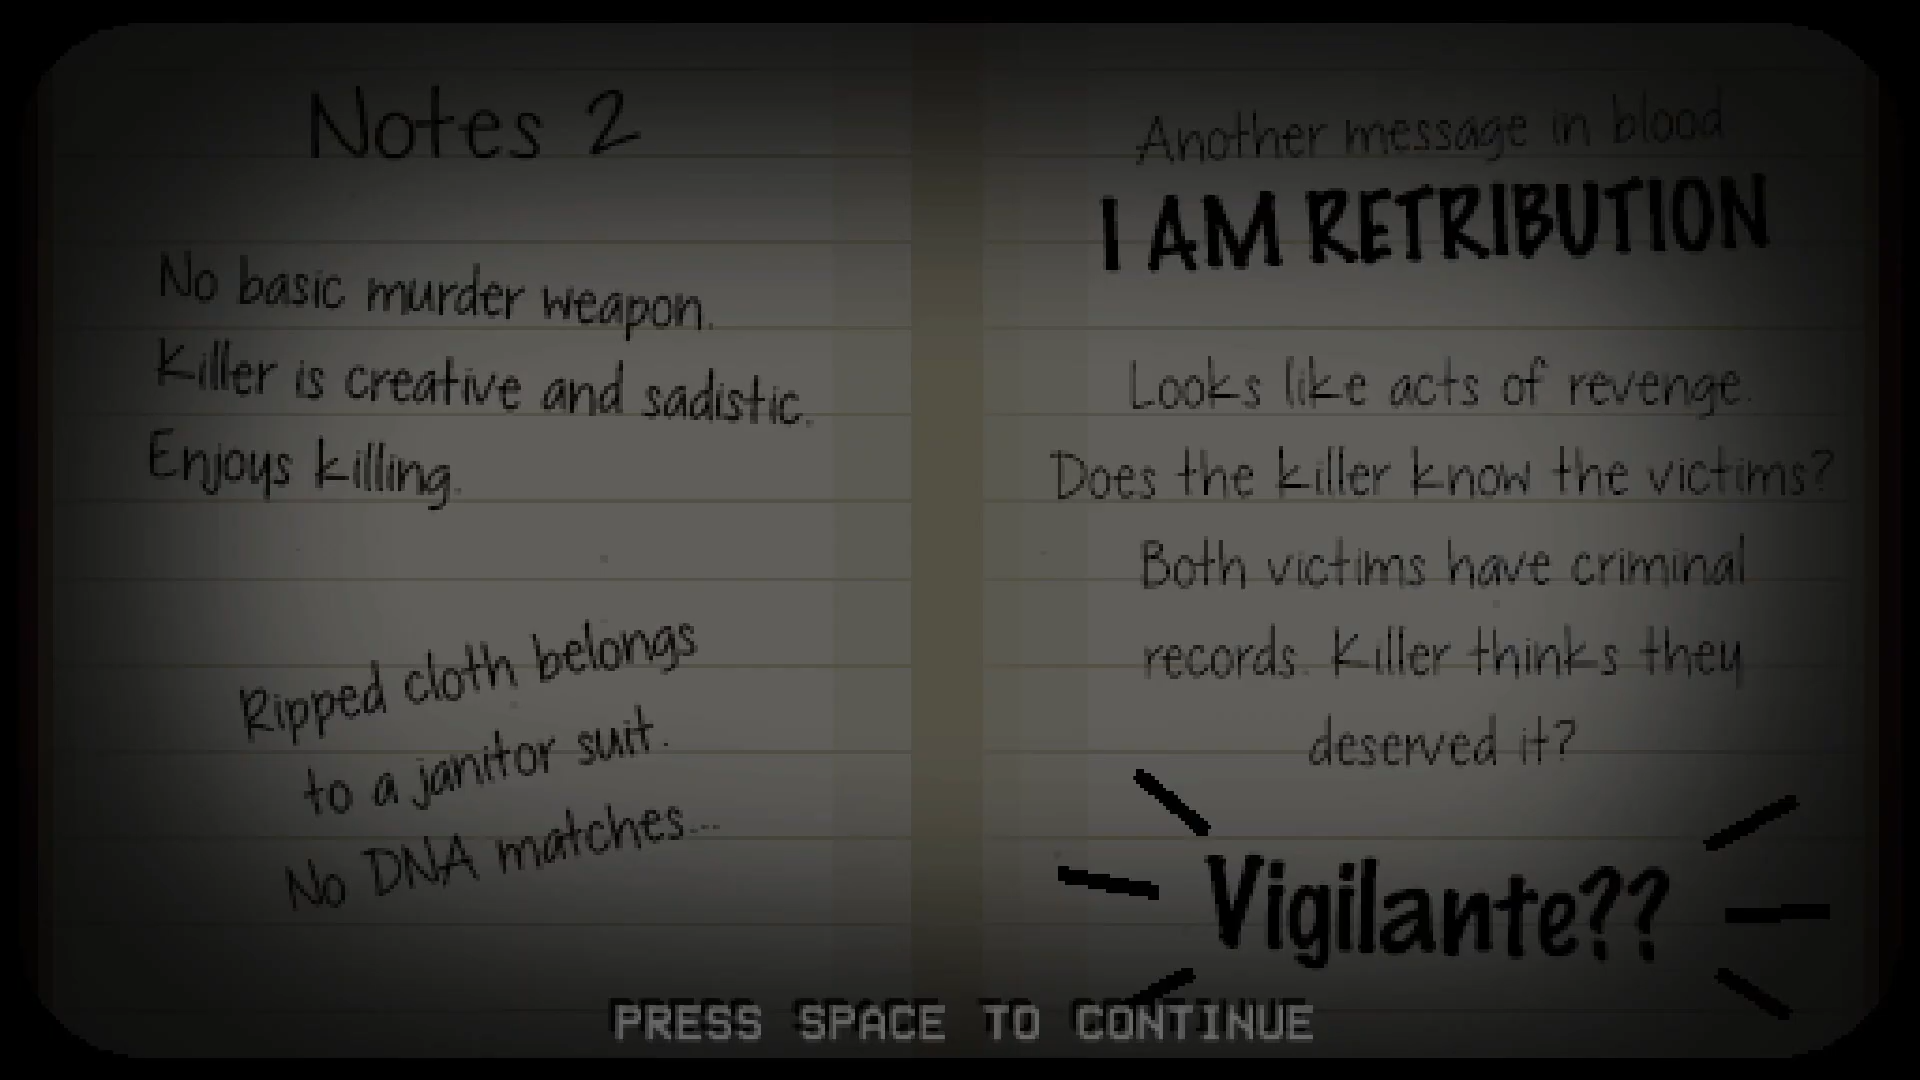 Notes 2
No basic murder weapon.
Killer is creative and sadistic.
Enjoys killing.
Ripped cloth belongs
to a janitor suit.
No DNA matches...
Another message in blood
I AM RETRIBUTION
Looks like acts of revenge.
Does the killer know the victims?
Both victims have criminal
records. Killer thinks they
deserved it?
Vigilante??
PRESS SPACE TO CONTINUE